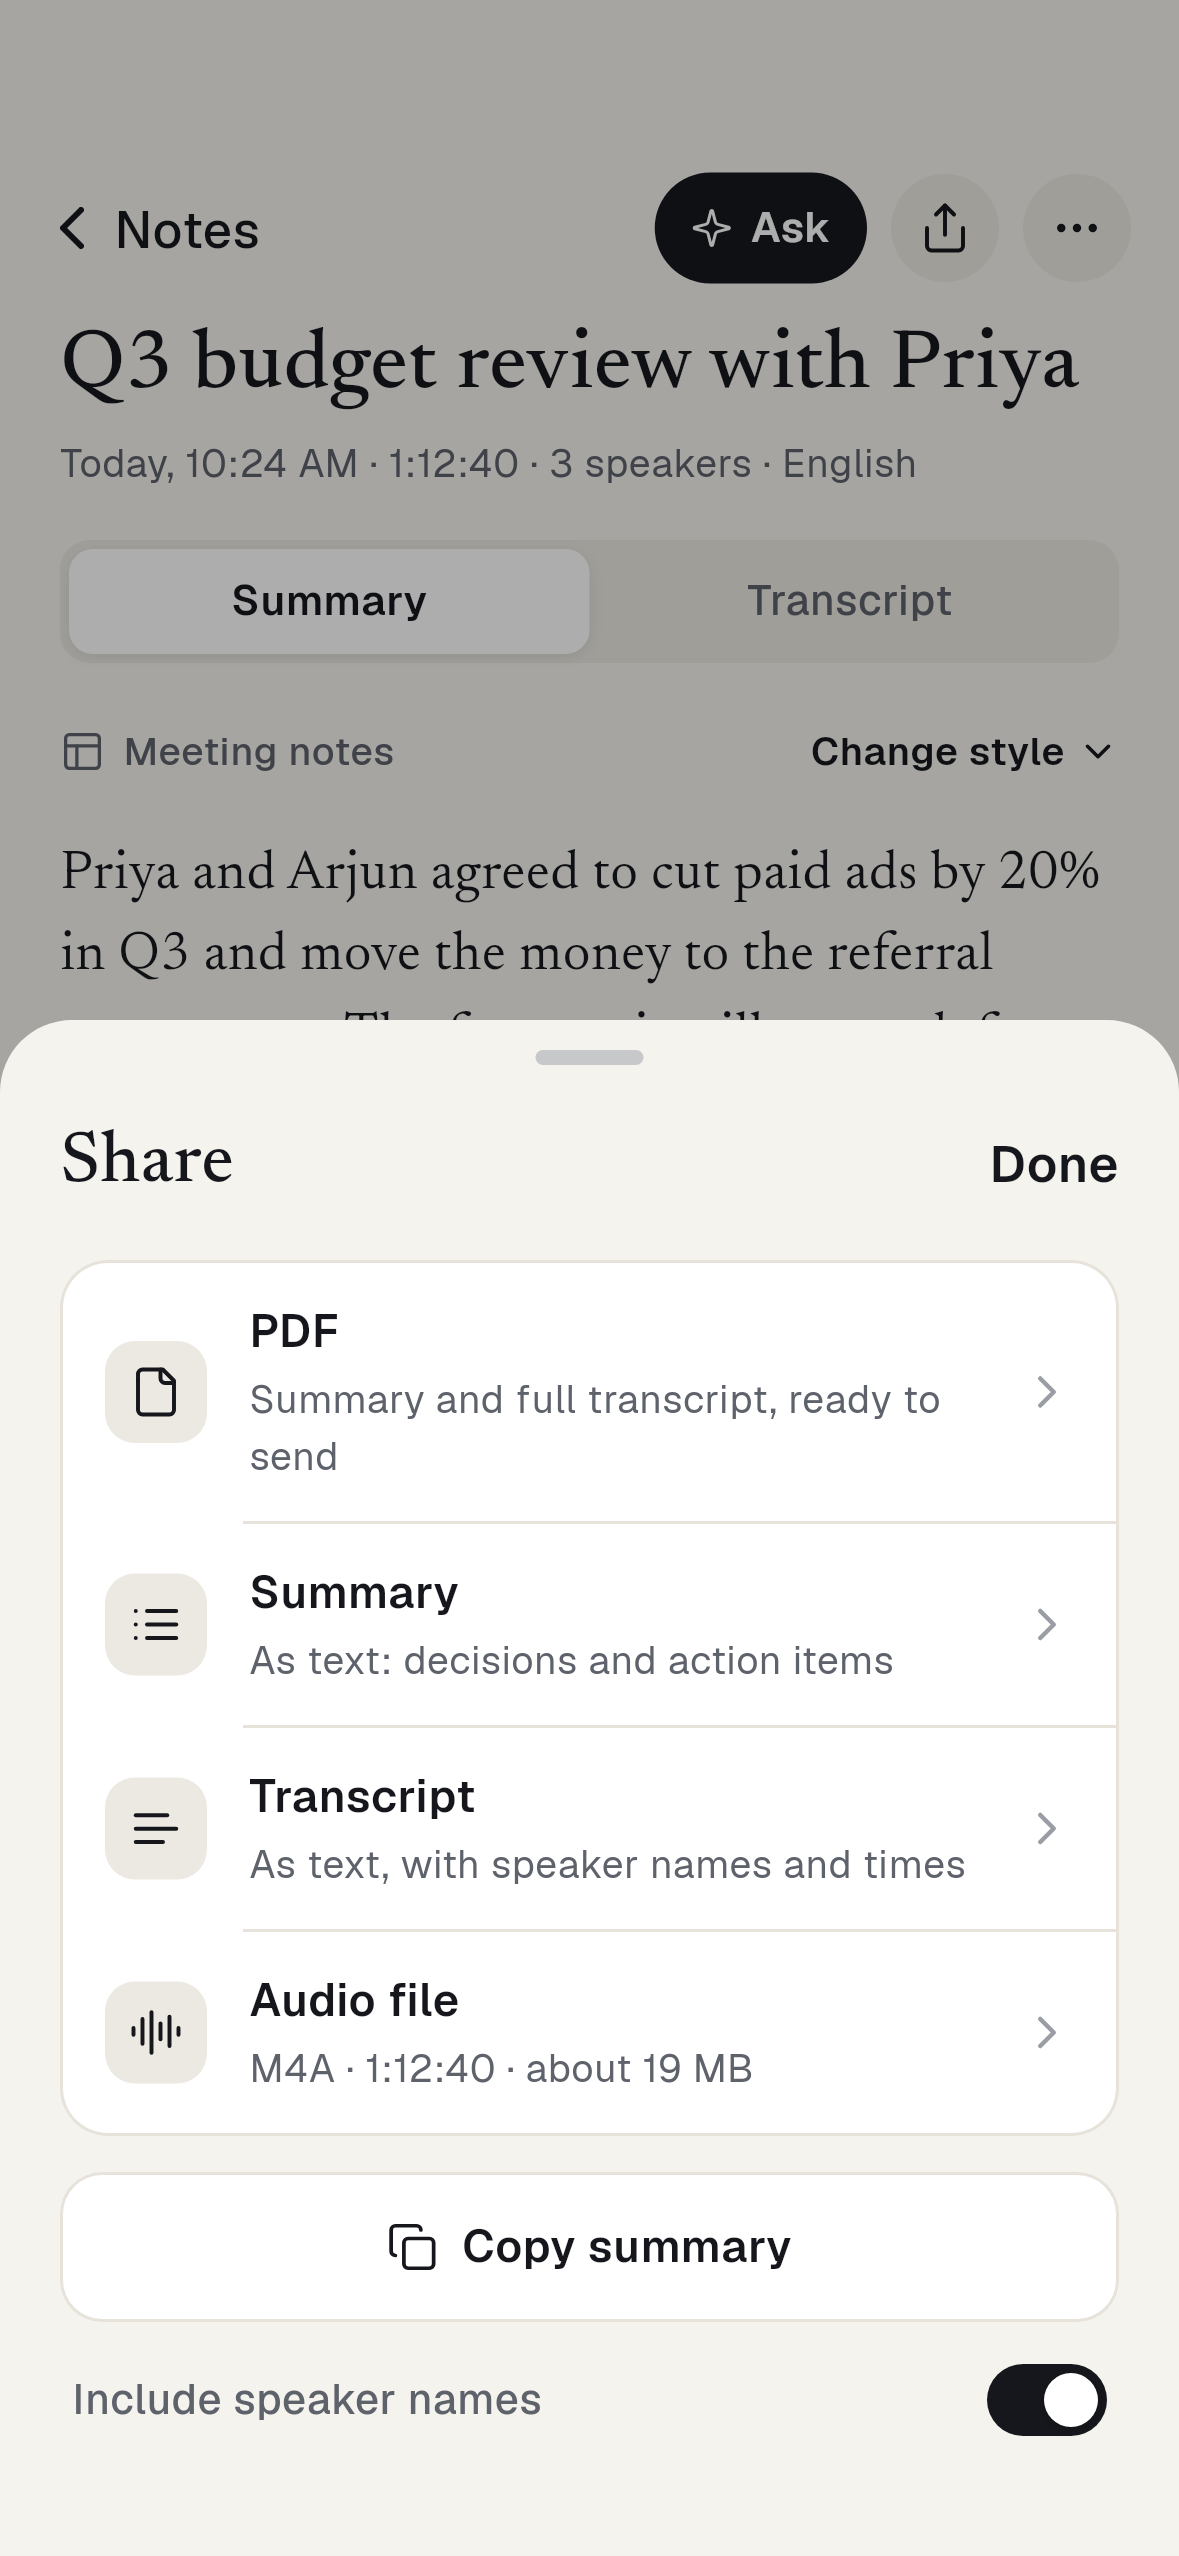 Notes
Ask
Q3 budget review with Priya
Today, 10:24 AM · 1:12:40 · 3 speakers · English
Summary
Transcript
Meeting notes
Change style
Priya and Arjun agreed to cut paid ads by 20%
in Q3 and move the money to the referral
Share
Done
PDF
Summary and full transcript, ready to
send
Summary
As text: decisions and action items
Transcript
As text, with speaker names and times
Audio file
M4A · 1:12:40 · about 19 MB
Copy summary
Include speaker names